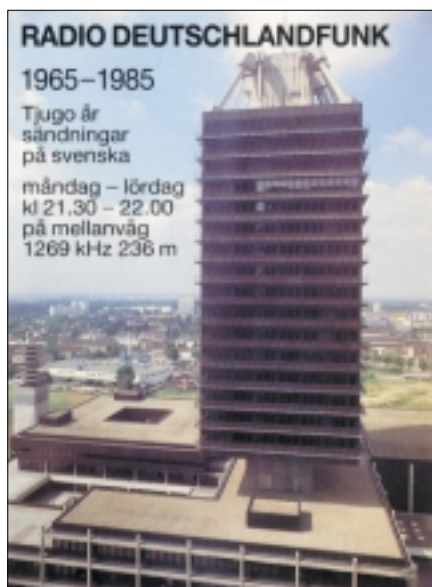 RADIO DEUTSCHLANDFUNK
1965–1985
Tjugo år
sändningar
på svenska
måndag – lördag
kl 21.30 – 22.00
på mellanvåg
1269 kHz 236 m